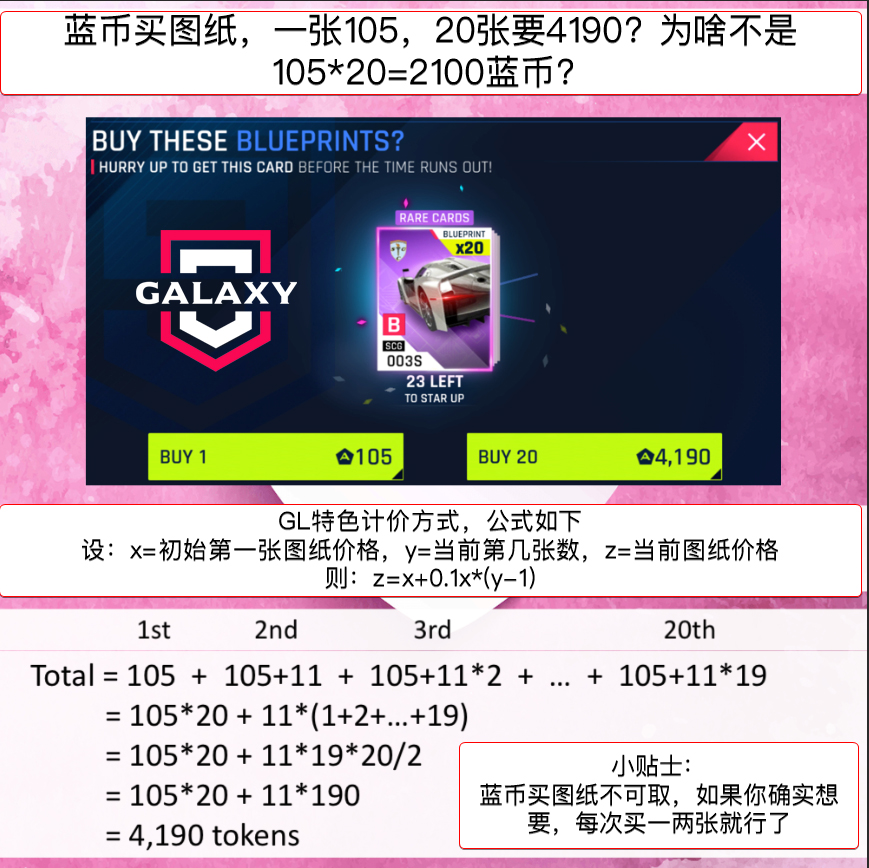 蓝币买图纸，一张105，20张要4190？为啥不是
105*20=2100蓝币？
BUY THESE BLUEPRINTS?
HURRY UP TO GET THIS CARD BEFORE THE TIME RUNS OUT!
RARE CARDS
BLUEPRINT
x20
GALAXY
B
SCG
003S
23 LEFT
TO STAR UP
BUY 1 105
BUY 20 4,190
GL特色计价方式，公式如下
设：x=初始第一张图纸价格，y=当前第几张数，z=当前图纸价格
则：z=x+0.1x*(y-1)
1st 2nd 3rd 20th
Total = 105 + 105+11 + 105+11*2 + ... + 105+11*19
= 105*20 + 11*(1+2+...+19)
= 105*20 + 11*19*20/2
= 105*20 + 11*190
= 4,190 tokens
小贴士：
蓝币买图纸不可取，如果你确实想
要，每次买一两张就行了